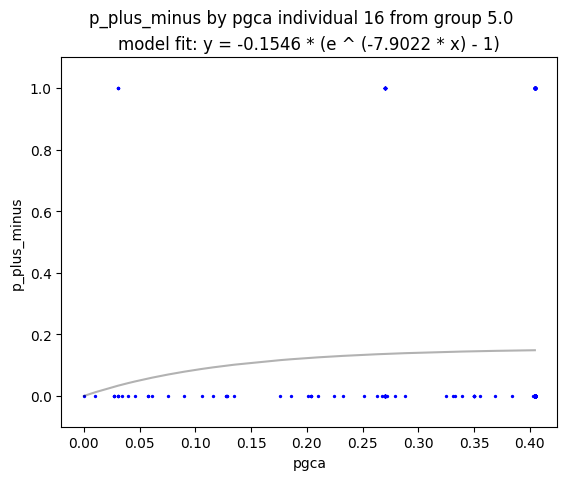 p_plus_minus by pgca individual 16 from group 5.0
model fit: y = -0.1546 * (e ^ (-7.9022 * x) - 1)
1.0
0.8
0.6
0.4
0.2
0.0
p_plus_minus
0.00 0.05 0.10 0.15 0.20 0.25 0.30 0.35 0.40
pgca